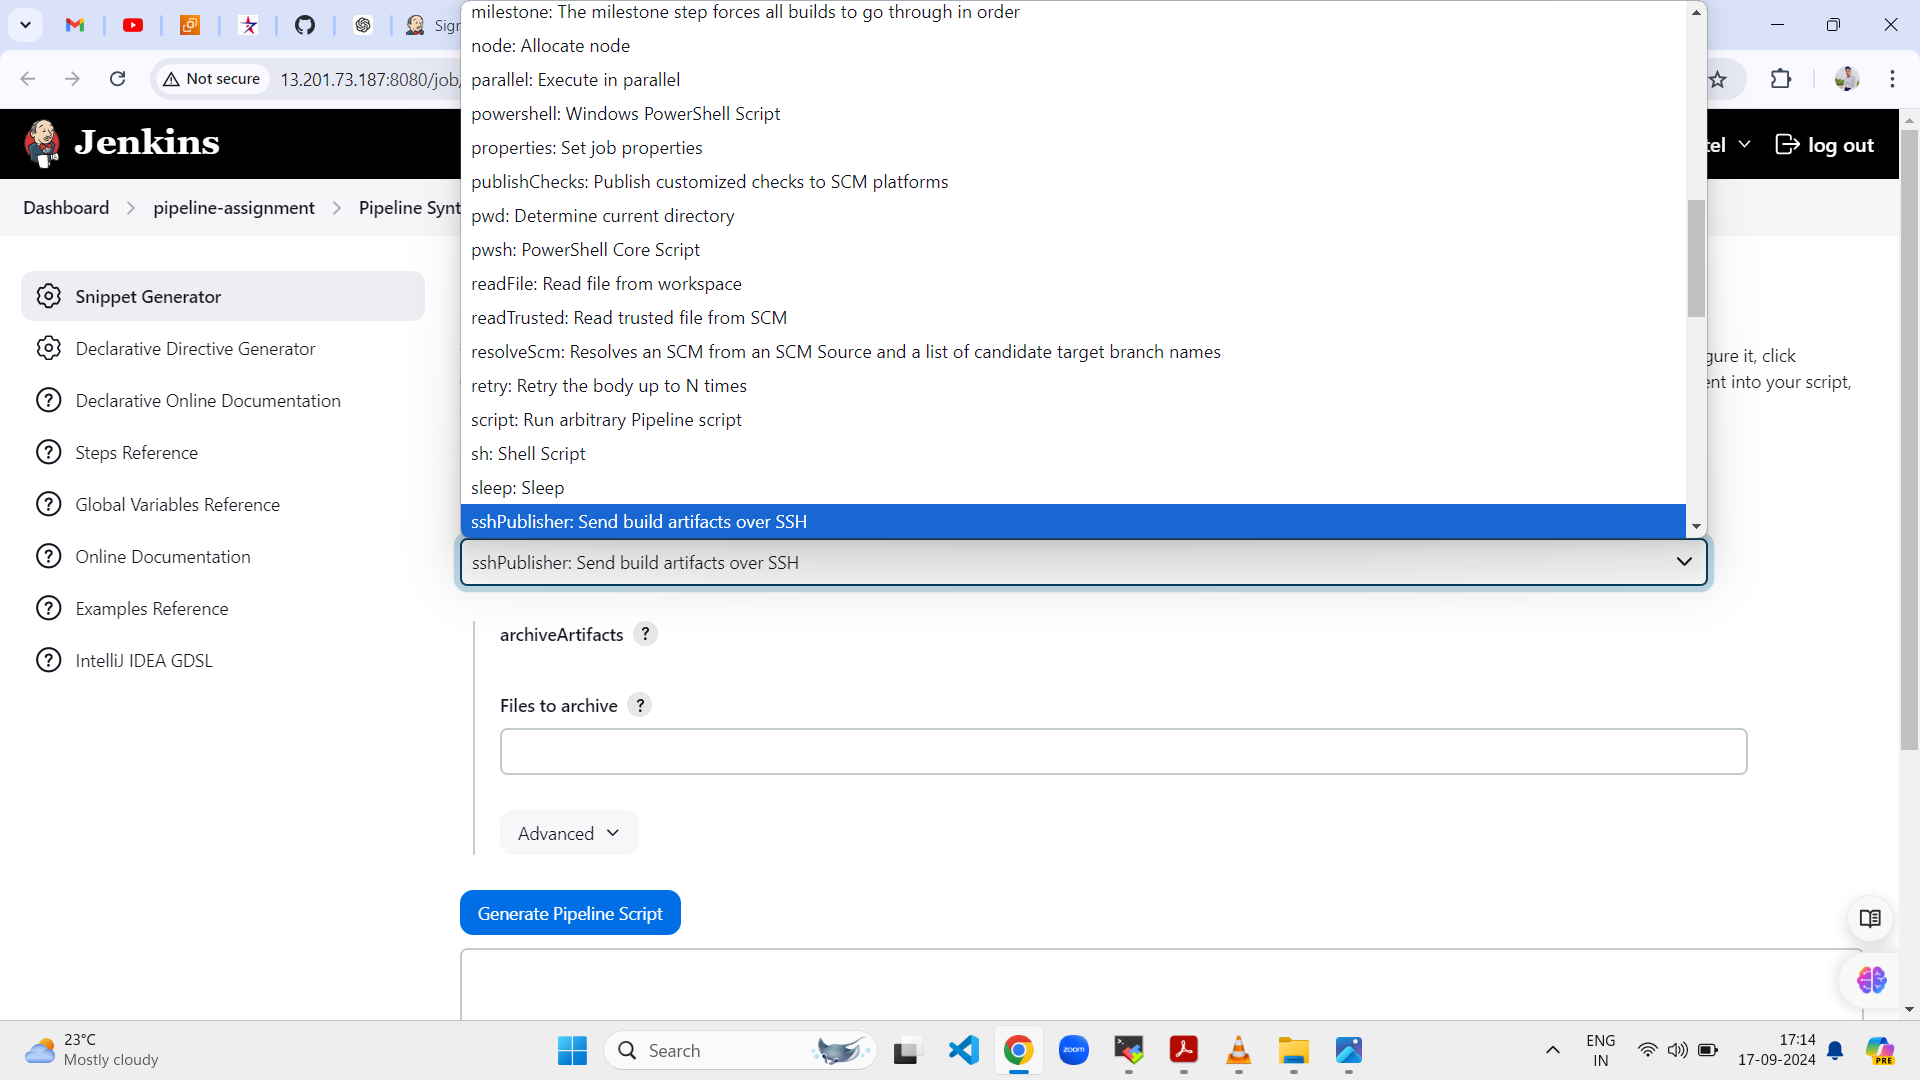 Sign
Not secure
13.201.73.187:8080/job/
Jenkins
tel
log out
Dashboard
pipeline-assignment
Pipeline Synt
milestone: The milestone step forces all builds to go through in order
node: Allocate node
parallel: Execute in parallel
powershell: Windows PowerShell Script
properties: Set job properties
publishChecks: Publish customized checks to SCM platforms
pwd: Determine current directory
pwsh: PowerShell Core Script
readFile: Read file from workspace
readTrusted: Read trusted file from SCM
resolveScm: Resolves an SCM from an SCM Source and a list of candidate target branch names
retry: Retry the body up to N times
script: Run arbitrary Pipeline script
sh: Shell Script
sleep: Sleep
sshPublisher: Send build artifacts over SSH
sshPublisher: Send build artifacts over SSH
Snippet Generator
Declarative Directive Generator
Declarative Online Documentation
Steps Reference
Global Variables Reference
Online Documentation
Examples Reference
IntelliJ IDEA GDSL
gure it, click
ent into your script,
archiveArtifacts ?
Files to archive ?
Advanced
Generate Pipeline Script
23°C
Mostly cloudy
Search
zoom
ENG
IN
17:14
17-09-2024
PRE